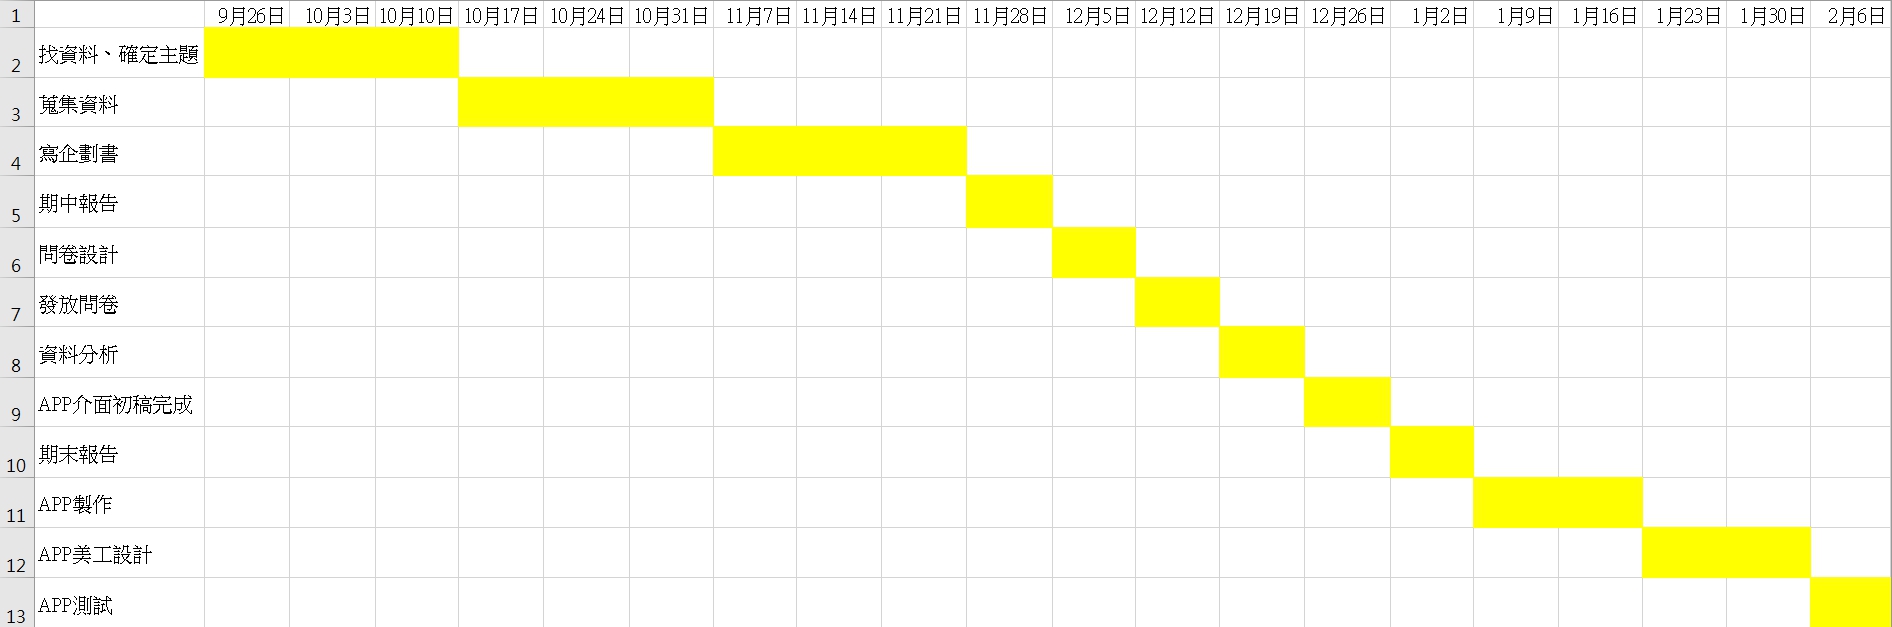 1 9月26日 10月3日 10月10日 10月17日 10月24日 10月31日 11月7日 11月14日 11月21日 11月28日 12月5日 12月12日 12月19日 12月26日 1月2日 1月9日 1月16日 1月23日 1月30日 2月6日
2 找資料、確定主題
3 蒐集資料
4 寫企劃書
5 期中報告
6 問卷設計
7 發放問卷
8 資料分析
9 APP介面初稿完成
10 期末報告
11 APP製作
12 APP美工設計
13 APP測試